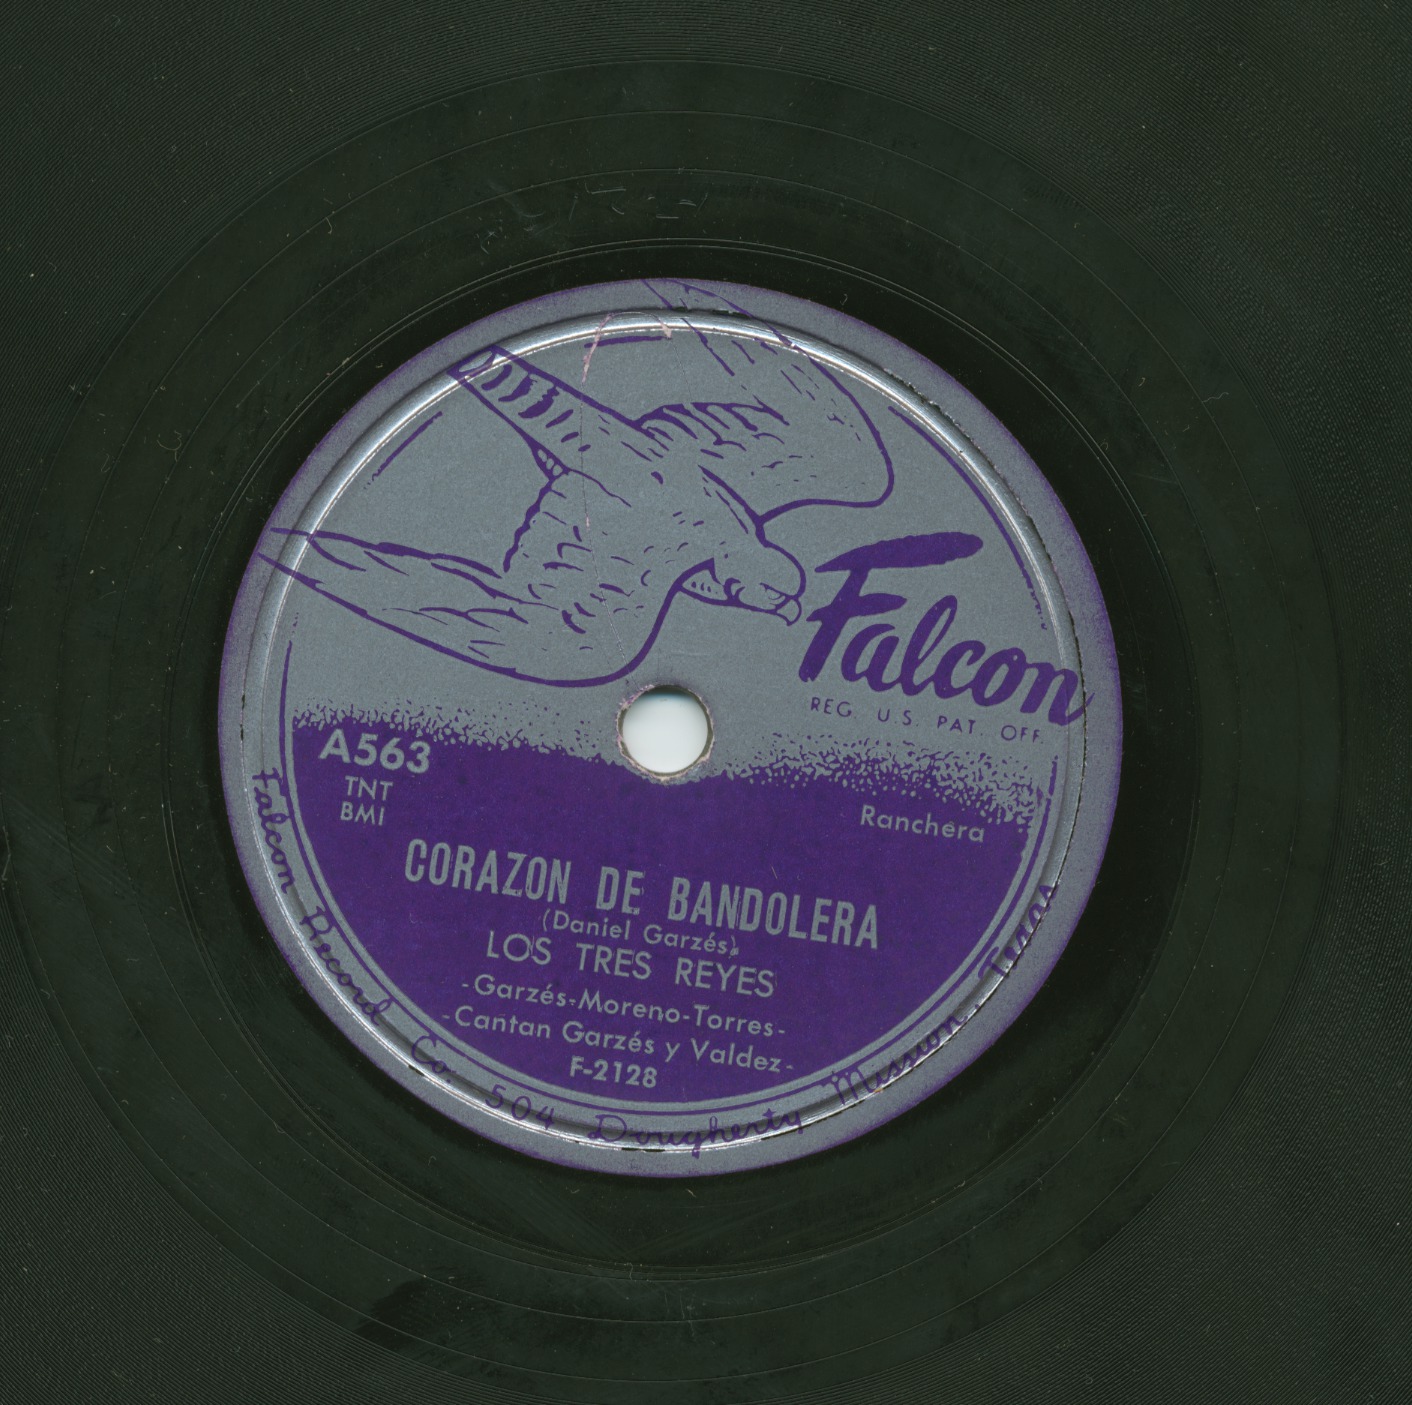 Falcon
REG. U.S. PAT. OFF.
A563
TNT
BMI
Ranchera
CORAZON DE BANDOLERA
(Daniel Garzés)
LOS TRES REYES
-Garzés-Moreno-Torres-
-Cantan Garzés y Valdez-
F-2128
Falcon Record Co. 504 Dougherty Mission, Texas